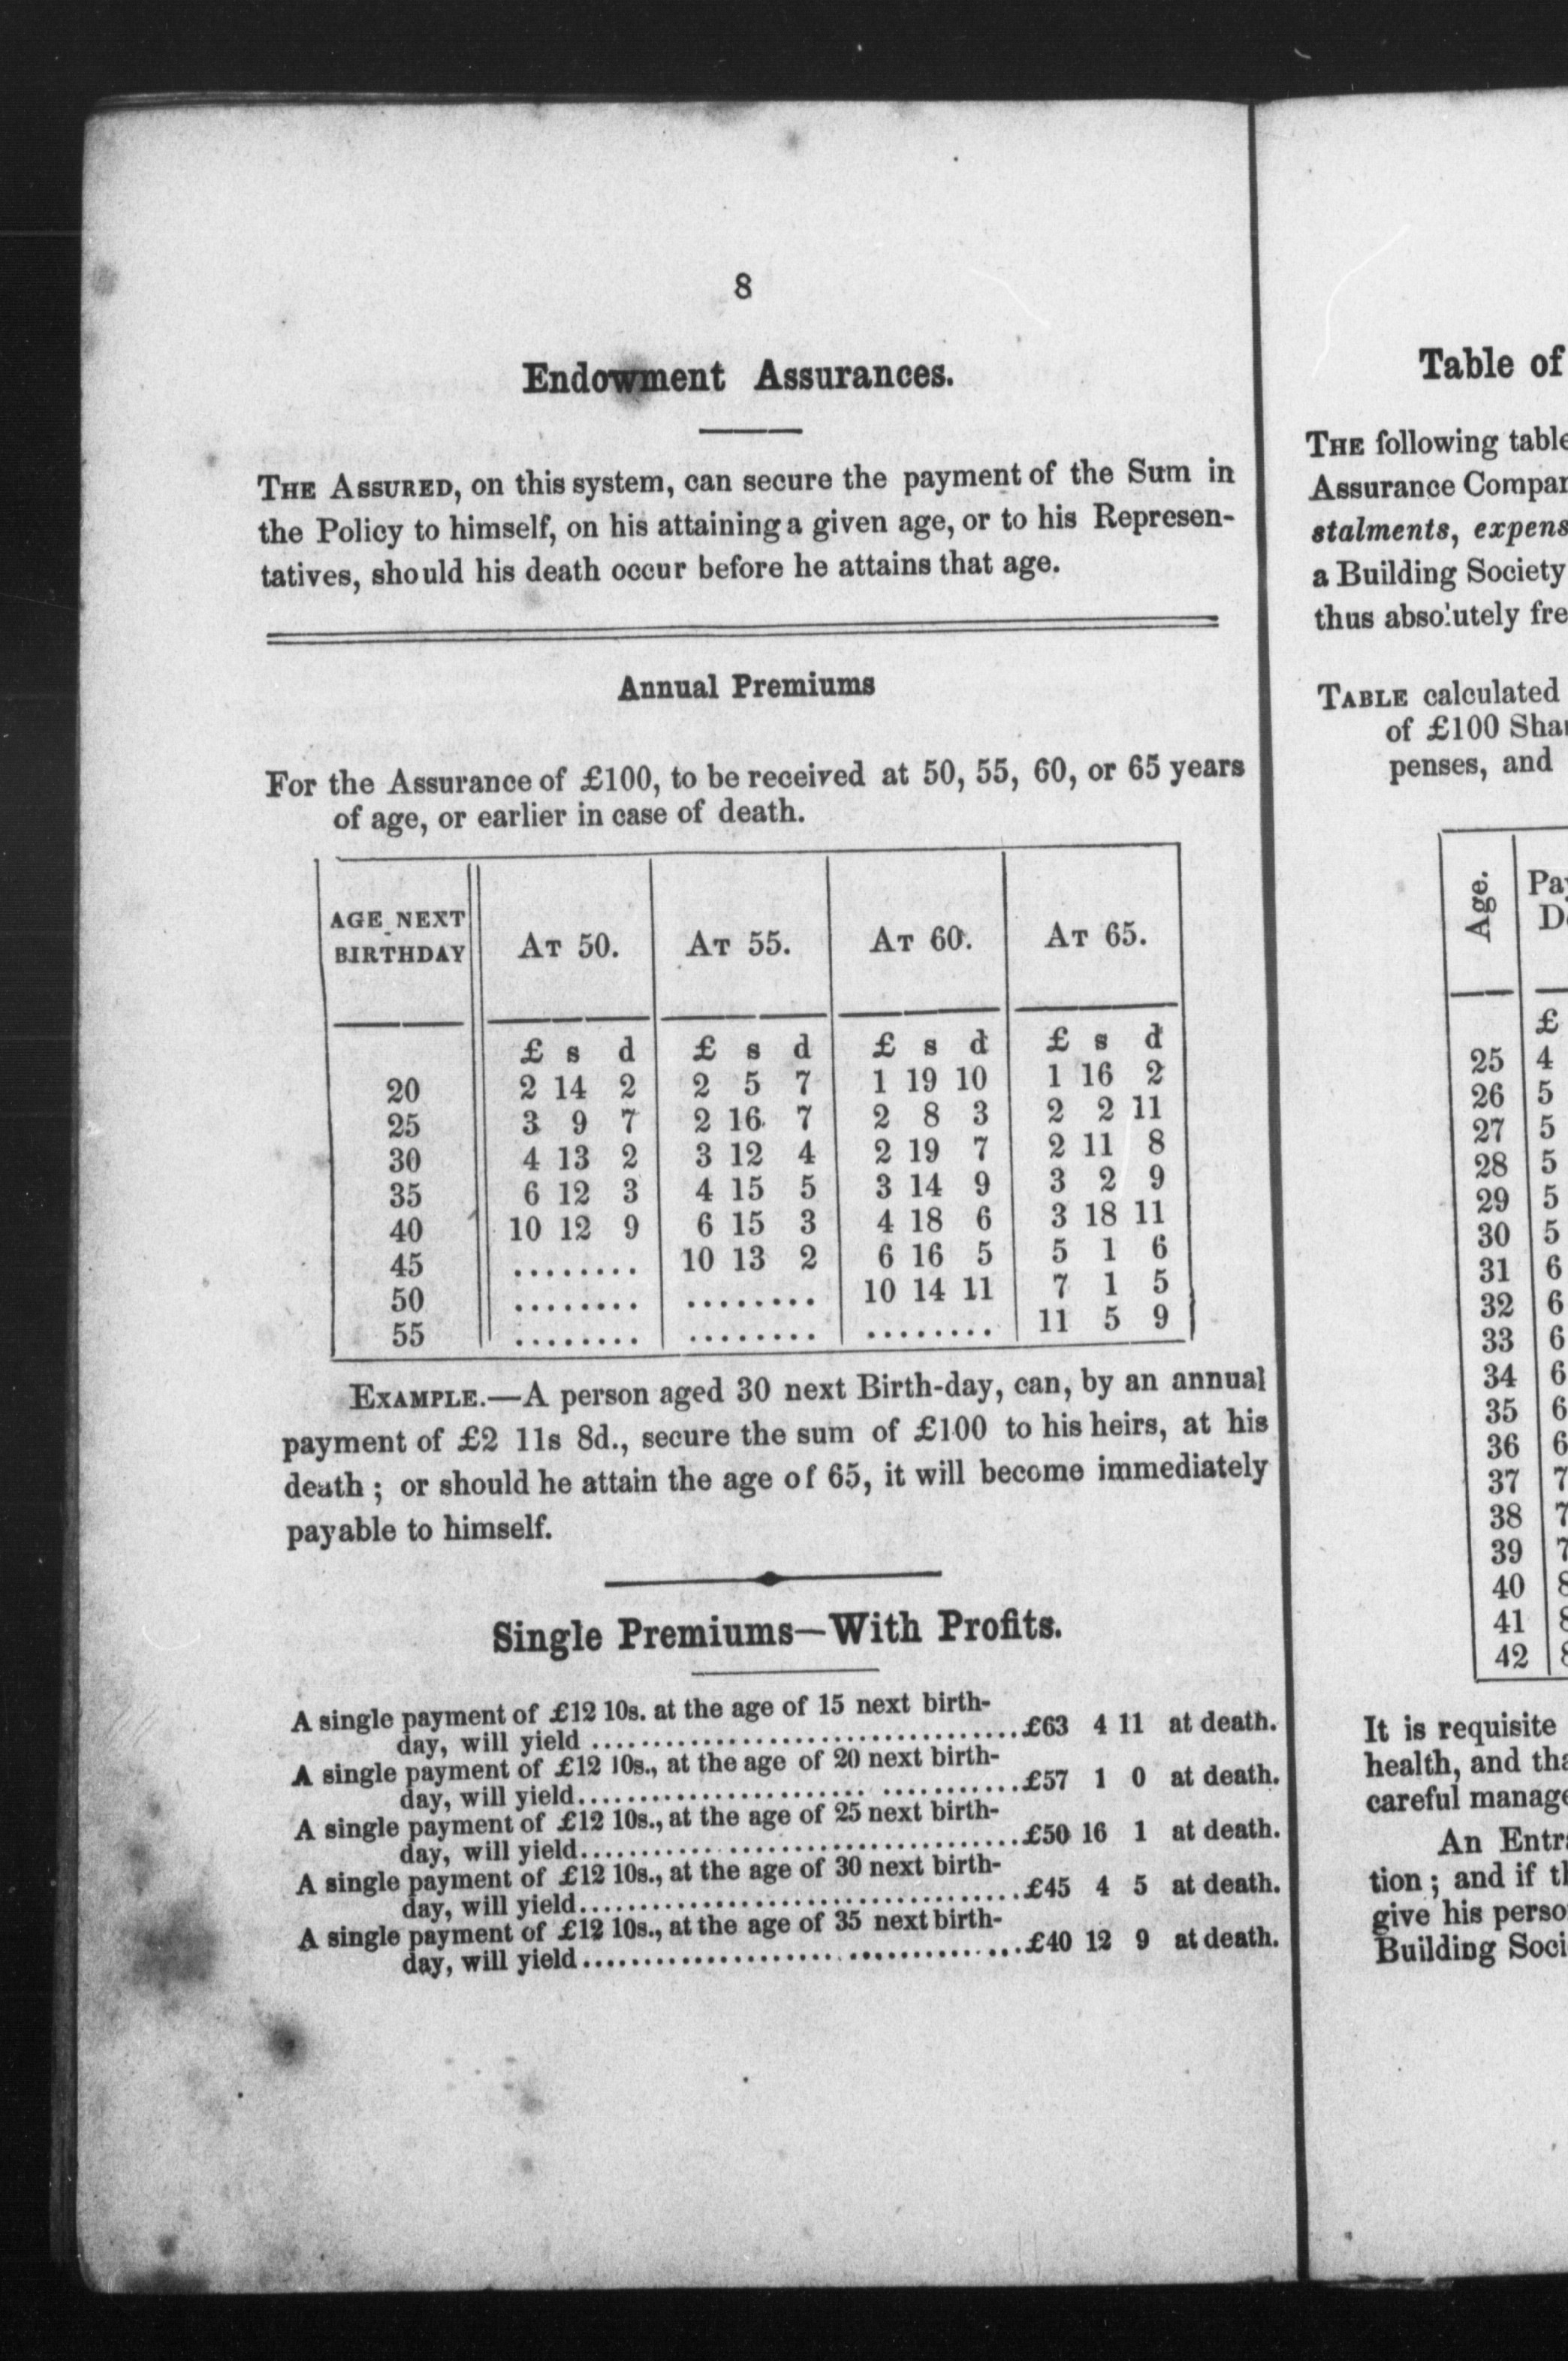 8
Endowment Assurances.
THE ASSURED, on this system, can secure the payment of the Sum in
the Policy to himself, on his attaining a given age, or to his Represen-
tatives, should his death occur before he attains that age.
Annual Premiums
For the Assurance of £100, to be received at 50, 55, 60, or 65 years
of age, or earlier in case of death.
AGE NEXT BIRTHDAY AT 50. AT 55. AT 60. AT 65.
£ s d £ s d £ s d £ s d
20 2 14 2 2 5 7 1 19 10 1 16 2
25 3 9 7 2 16 7 2 8 3 2 2 11
30 4 13 2 3 12 4 2 19 7 2 11 8
35 6 12 3 4 15 5 3 14 9 3 2 9
40 10 12 9 6 15 3 4 18 6 3 18 11
45 ........ 10 13 2 6 16 5 5 1 6
50 ........ ........ 10 14 11 7 1 5
55 ........ ........ ........ 11 5 9
EXAMPLE.—A person aged 30 next Birth-day, can, by an annual
payment of £2 11s 8d., secure the sum of £100 to his heirs, at his
death; or should he attain the age of 65, it will become immediately
payable to himself.
Single Premiums—With Profits.
A single payment of £12 10s. at the age of 15 next birth-
day, will yield ....................................£63 4 11 at death.
A single payment of £12 10s., at the age of 20 next birth-
day, will yield....................................£57 1 0 at death.
A single payment of £12 10s., at the age of 25 next birth-
day, will yield....................................£50 16 1 at death.
A single payment of £12 10s., at the age of 30 next birth-
day, will yield....................................£45 4 5 at death.
A single payment of £12 10s., at the age of 35 next birth-
day, will yield....................................£40 12 9 at death.
Table of
THE following table
Assurance Compan
stalments, expens
a Building Society
thus absolutely fre
TABLE calculated
of £100 Shar
penses, and
Age. Pay
De
£
25 4
26 5
27 5
28 5
29 5
30 5
31 6
32 6
33 6
34 6
35 6
36 6
37 7
38 7
39 7
40 8
41 8
42 8
It is requisite
health, and tha
careful manage
An Entra
tion; and if th
give his perso
Building Soci